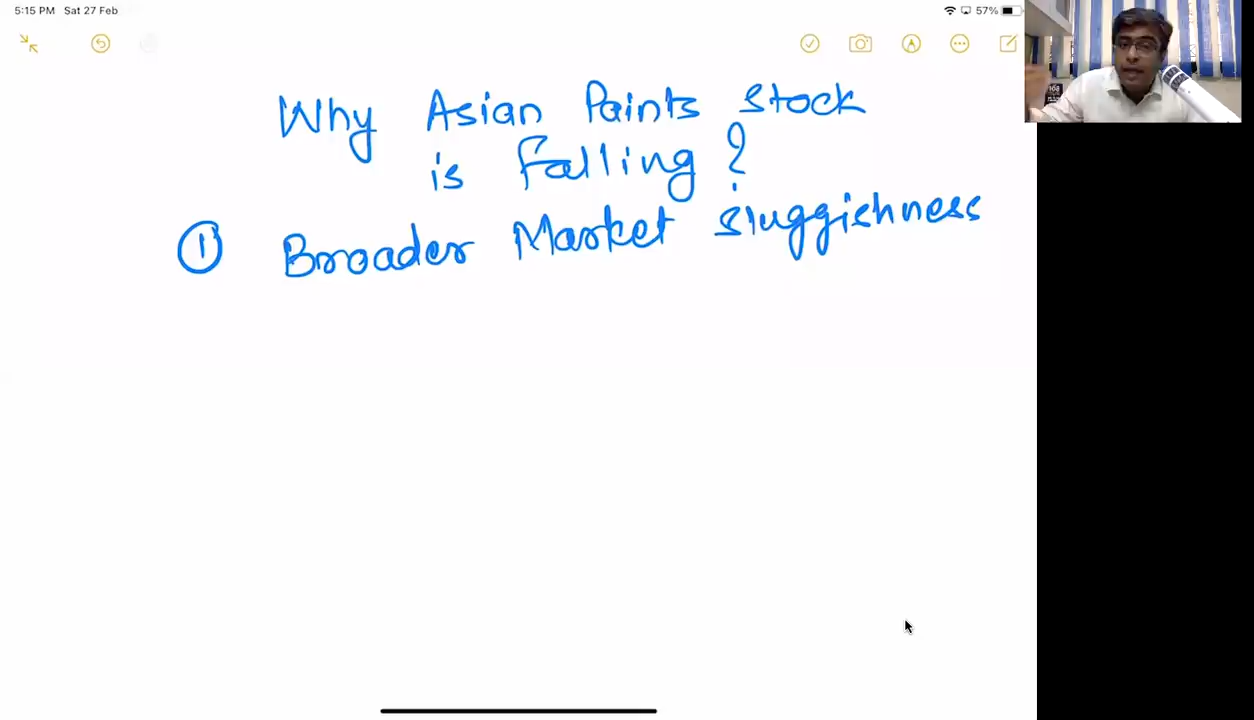 5:15 PM Sat 27 Feb
57%
Why Asian Paints stock
is falling?
① Broader Market sluggishness